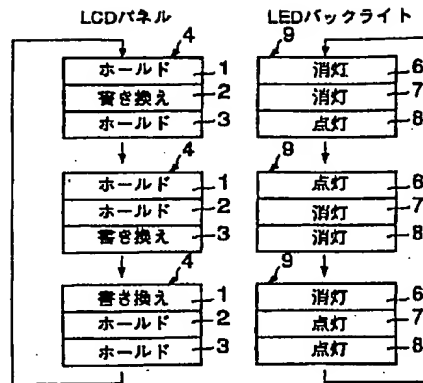 LCDパネル LEDバックライト
4 9
ホールド 1 消灯 6
書き換え 2 消灯 7
ホールド 3 点灯 8
4 9
ホールド 1 点灯 6
ホールド 2 消灯 7
書き換え 3 消灯 8
4 9
書き換え 1 消灯 6
ホールド 2 点灯 7
ホールド 3 点灯 8